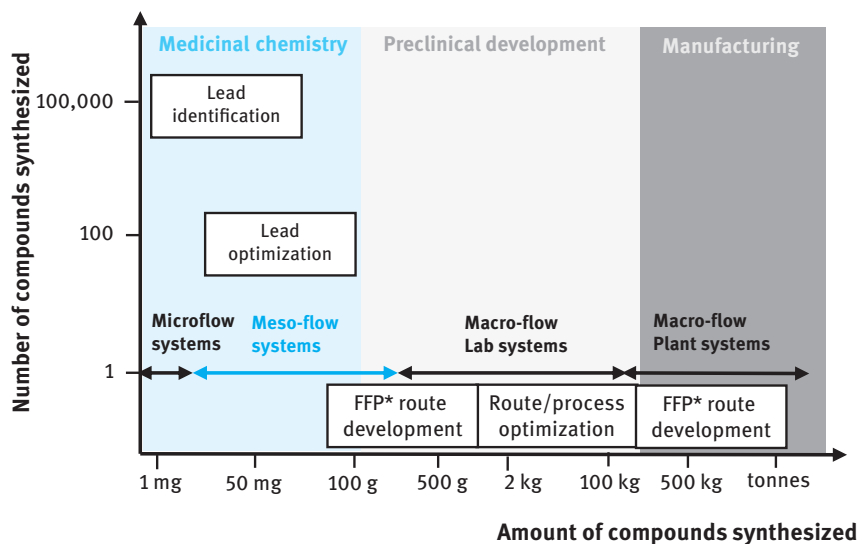 Medicinal chemistry
Preclinical development
Manufacturing
Number of compounds synthesized
100,000
Lead
identification
100
Lead
optimization
Microflow
systems
Meso-flow
systems
Macro-flow
Lab systems
Macro-flow
Plant systems
1
FFP* route
development
Route/process
optimization
FFP* route
development
1 mg
50 mg
100 g
500 g
2 kg
100 kg
500 kg
tonnes
Amount of compounds synthesized